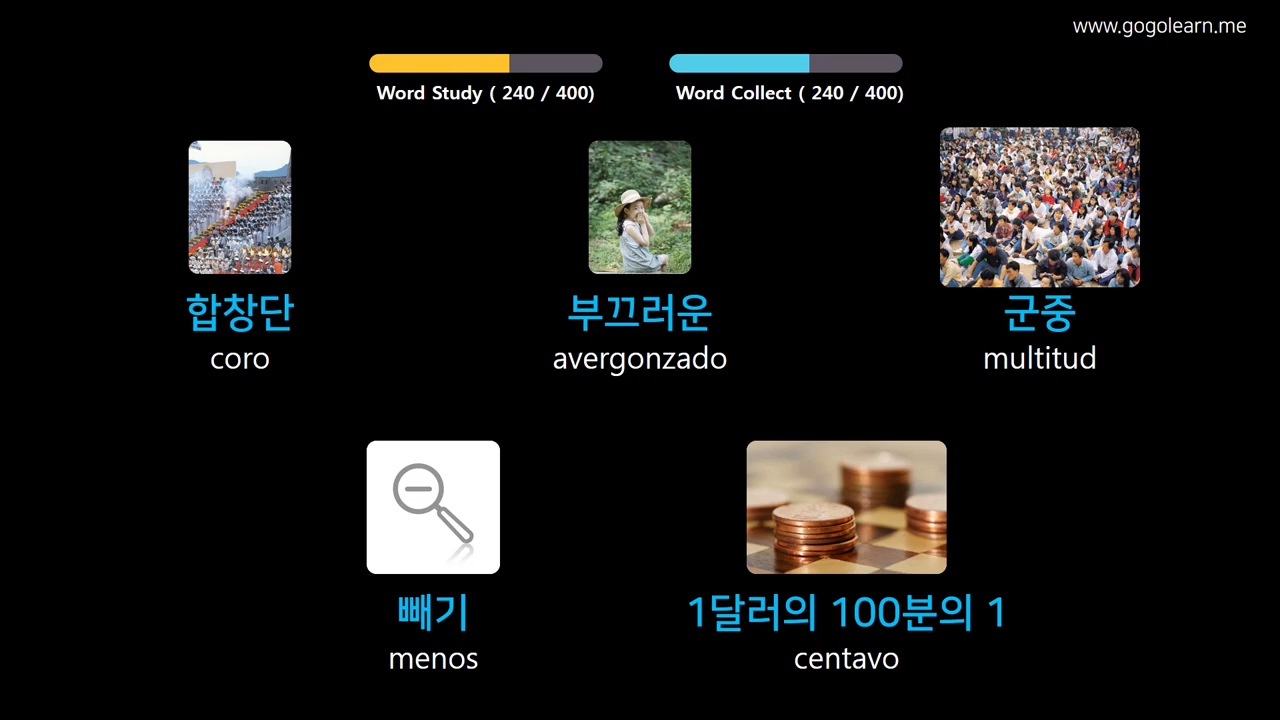 www.gogolearn.me
Word Study ( 240 / 400)
Word Collect ( 240 / 400)
합창단
coro
부끄러운
avergonzado
군중
multitud
빼기
menos
1달러의 100분의 1
centavo